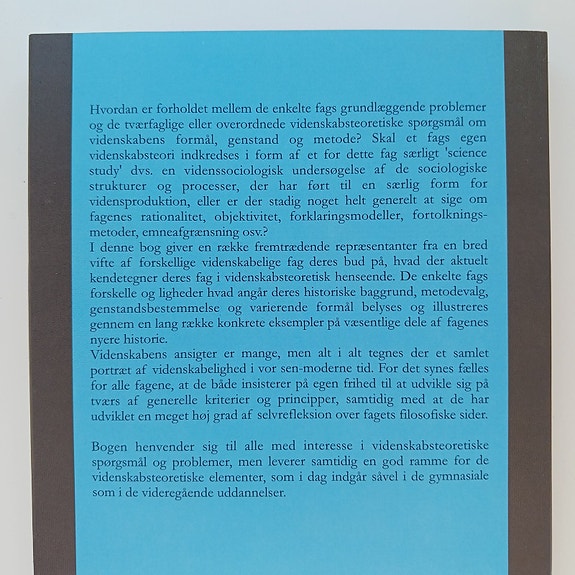 Hvordan er forholdet mellem de enkelte fags grundlæggende problemer
og de tværfaglige eller overordnede videnskabsteoretiske spørgsmål om
videnskabens formål, genstand og metode? Skal et fags egen
videnskabsteori indkredses i form af et for dette fag særligt 'science
study' dvs. en videnssociologisk undersøgelse af de sociologiske
strukturer og processer, der har ført til en særlig form for
vidensproduktion, eller er der stadig noget helt generelt at sige om
fagenes rationalitet, objektivitet, forklaringsmodeller, fortolknings-
metoder, emneafgrænsning osv.?
I denne bog giver en række fremtrædende repræsentanter fra en bred
vifte af forskellige videnskabelige fag deres bud på, hvad der aktuelt
kendetegner deres fag i videnskabsteoretisk henseende. De enkelte fags
forskelle og ligheder hvad angår deres historiske baggrund, metodevalg,
genstandsbestemmelse og varierende formål belyses og illustreres
gennem en lang række konkrete eksempler på væsentlige dele af fagenes
nyere historie.
Videnskabens ansigter er mange, men alt i alt tegnes der et samlet
portræt af videnskabelighed i vor sen-moderne tid. For det synes fælles
for alle fagene, at de både insisterer på egen frihed til at udvikle sig på
tværs af generelle kriterier og principper, samtidig med at de har
udviklet en meget høj grad af selvrefleksion over fagets filosofiske sider.
Bogen henvender sig til alle med interesse i videnskabsteoretiske
spørgsmål og problemer, men leverer samtidig en god ramme for de
videnskabsteoretiske elementer, som i dag indgår såvel i de gymnasiale
som i de videregående uddannelser.